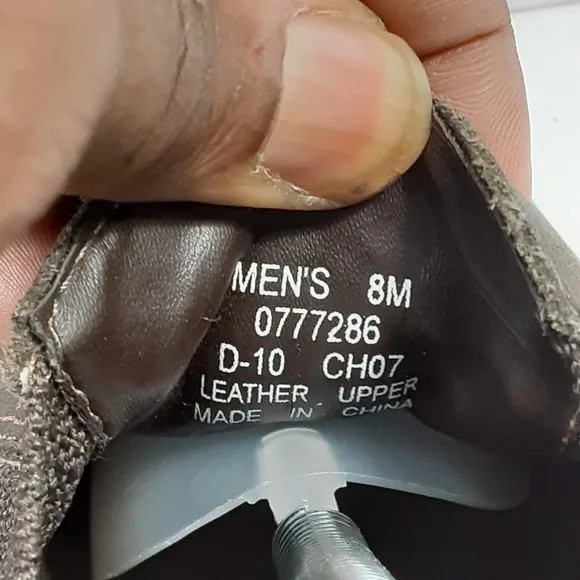 MEN'S 8M
0777286
D-10 CH07
LEATHER UPPER
MADE IN CHINA